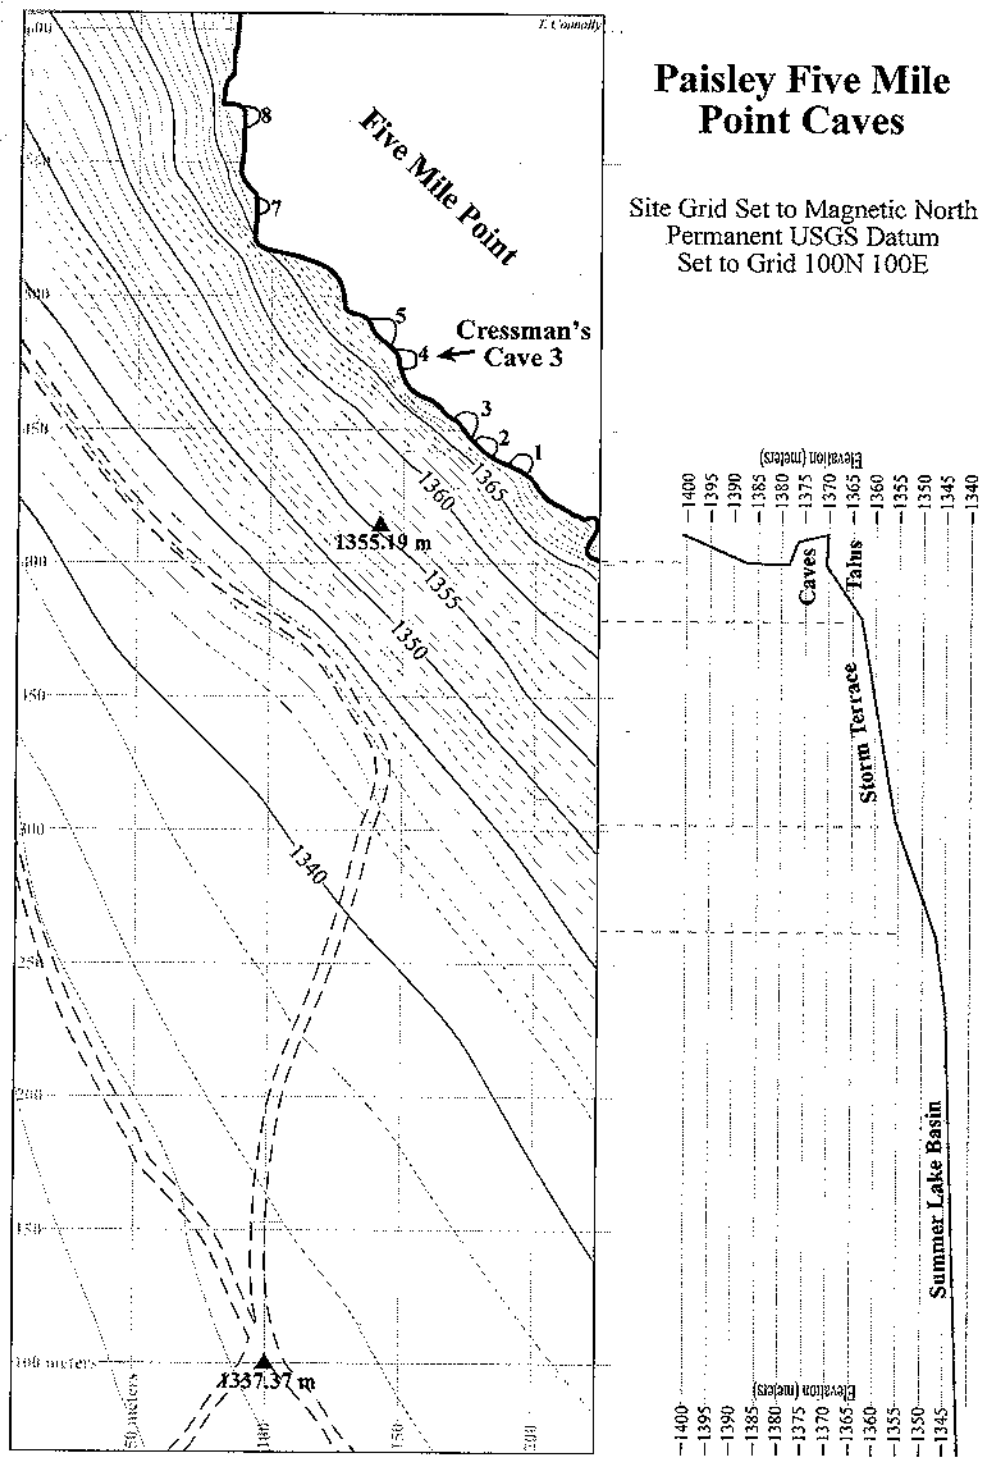 T. Connolly
Paisley Five Mile
Point Caves
Site Grid Set to Magnetic North
Permanent USGS Datum
Set to Grid 100N 100E
Five Mile Point
8
7
5
4
Cressman's
Cave 3
3
2
1
1365
1360
1355.19 m
1355
1350
1340
500
450
400
300
250
200
150
100 meters
1337.37 m
50 meters
100
150
200
Elevation (meters)
1400
1395
1390
1385
1380
1375
1370
1365
1360
1355
1350
1345
1340
Caves
Talus
Storm Terrace
Summer Lake Basin
Elevation (meters)
1400
1395
1390
1385
1380
1375
1370
1365
1360
1355
1350
1345